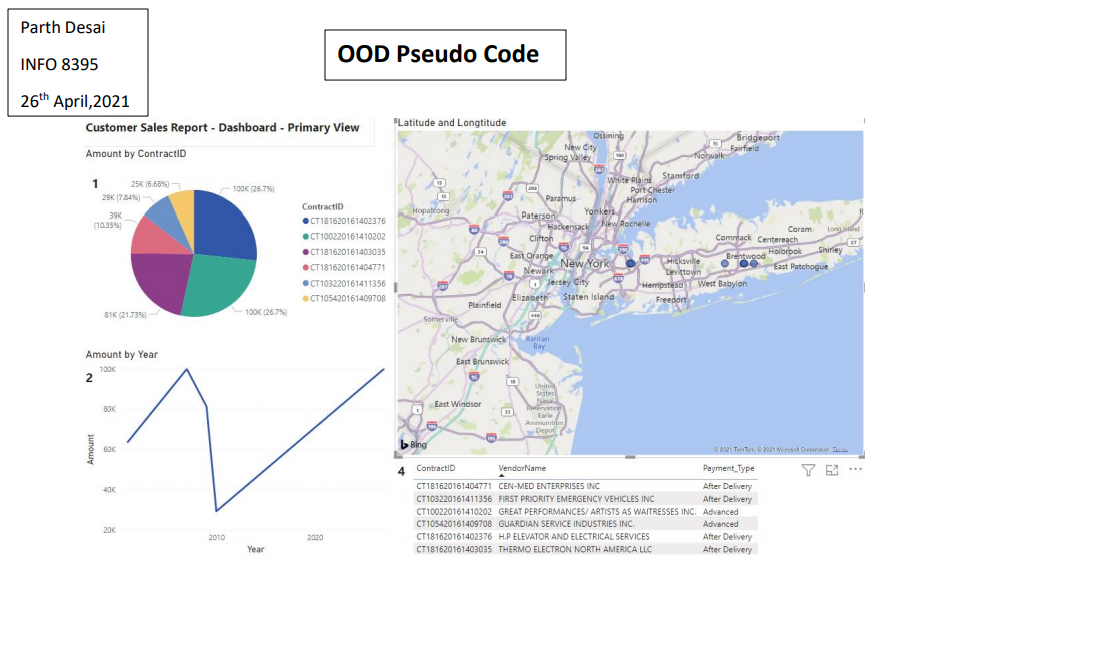 Parth Desai
INFO 8395
26th April,2021
OOD Pseudo Code
Customer Sales Report - Dashboard - Primary View
Amount by ContractID
1
25K (6.68%)
100K (26.7%)
29K (7.84%)
39K
(10.35%)
81K (21.73%)
100K (26.7%)
ContractID
CT181620161402376
CT100220161410202
CT181620161403035
CT181620161404771
CT103220161411356
CT105420161409708
Amount by Year
2
100K
80K
60K
40K
20K
Amount
2010
2020
Year
Latitude and Longtitude
Ossining
Bridgeport
New City
Fairfield
Spring Valley
Norwalk
White Plains
Stamford
Port Chester
Harrison
Paramus
Hopatcong
Paterson
Yonkers
Hackensack
New Rochelle
Clifton
East Orange
New York
Newark
Jersey City
Elizabeth
Staten Island
Plainfield
Somerville
New Brunswick
Raritan
Bay
East Brunswick
East Windsor
United
States
Naval
Reservation
Earle
Ammunition
Depot
Commack
Centereach
Coram
Long Island
Brentwood
Holbrook
Shirley
Hicksville
Levittown
East Patchogue
Hempstead
West Babylon
Freeport
Bing
© 2021 TomTom, © 2021 Microsoft Corporation Terms
4
ContractID VendorName Payment_Type
CT181620161404771 CEN-MED ENTERPRISES INC After Delivery
CT103220161411356 FIRST PRIORITY EMERGENCY VEHICLES INC After Delivery
CT100220161410202 GREAT PERFORMANCES/ ARTISTS AS WAITRESSES INC. Advanced
CT105420161409708 GUARDIAN SERVICE INDUSTRIES INC. Advanced
CT181620161402376 H.P ELEVATOR AND ELECTRICAL SERVICES After Delivery
CT181620161403035 THERMO ELECTRON NORTH AMERICA LLC After Delivery